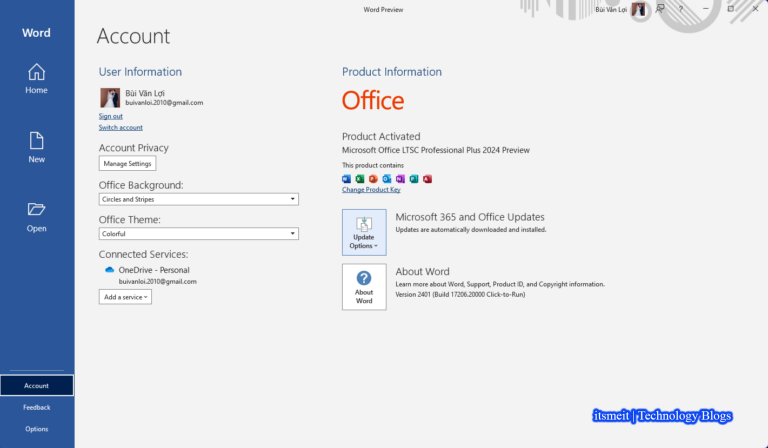 Word Preview
Bùi Văn Lợi
?
Word
Home
New
Open
Account
Feedback
Options
Account
User Information
Bùi Văn Lợi
buivanloi.2010@gmail.com
Sign out
Switch account
Account Privacy
Manage Settings
Office Background:
Circles and Stripes
Office Theme:
Colorful
Connected Services:
OneDrive - Personal
buivanloi.2010@gmail.com
Add a service
Product Information
Office
Product Activated
Microsoft Office LTSC Professional Plus 2024 Preview
This product contains
Change Product Key
Update
Options
Microsoft 365 and Office Updates
Updates are automatically downloaded and installed.
?
About
Word
About Word
Learn more about Word, Support, Product ID, and Copyright information.
Version 2401 (Build 17206.20000 Click-to-Run)
itsmeit | Technology Blogs